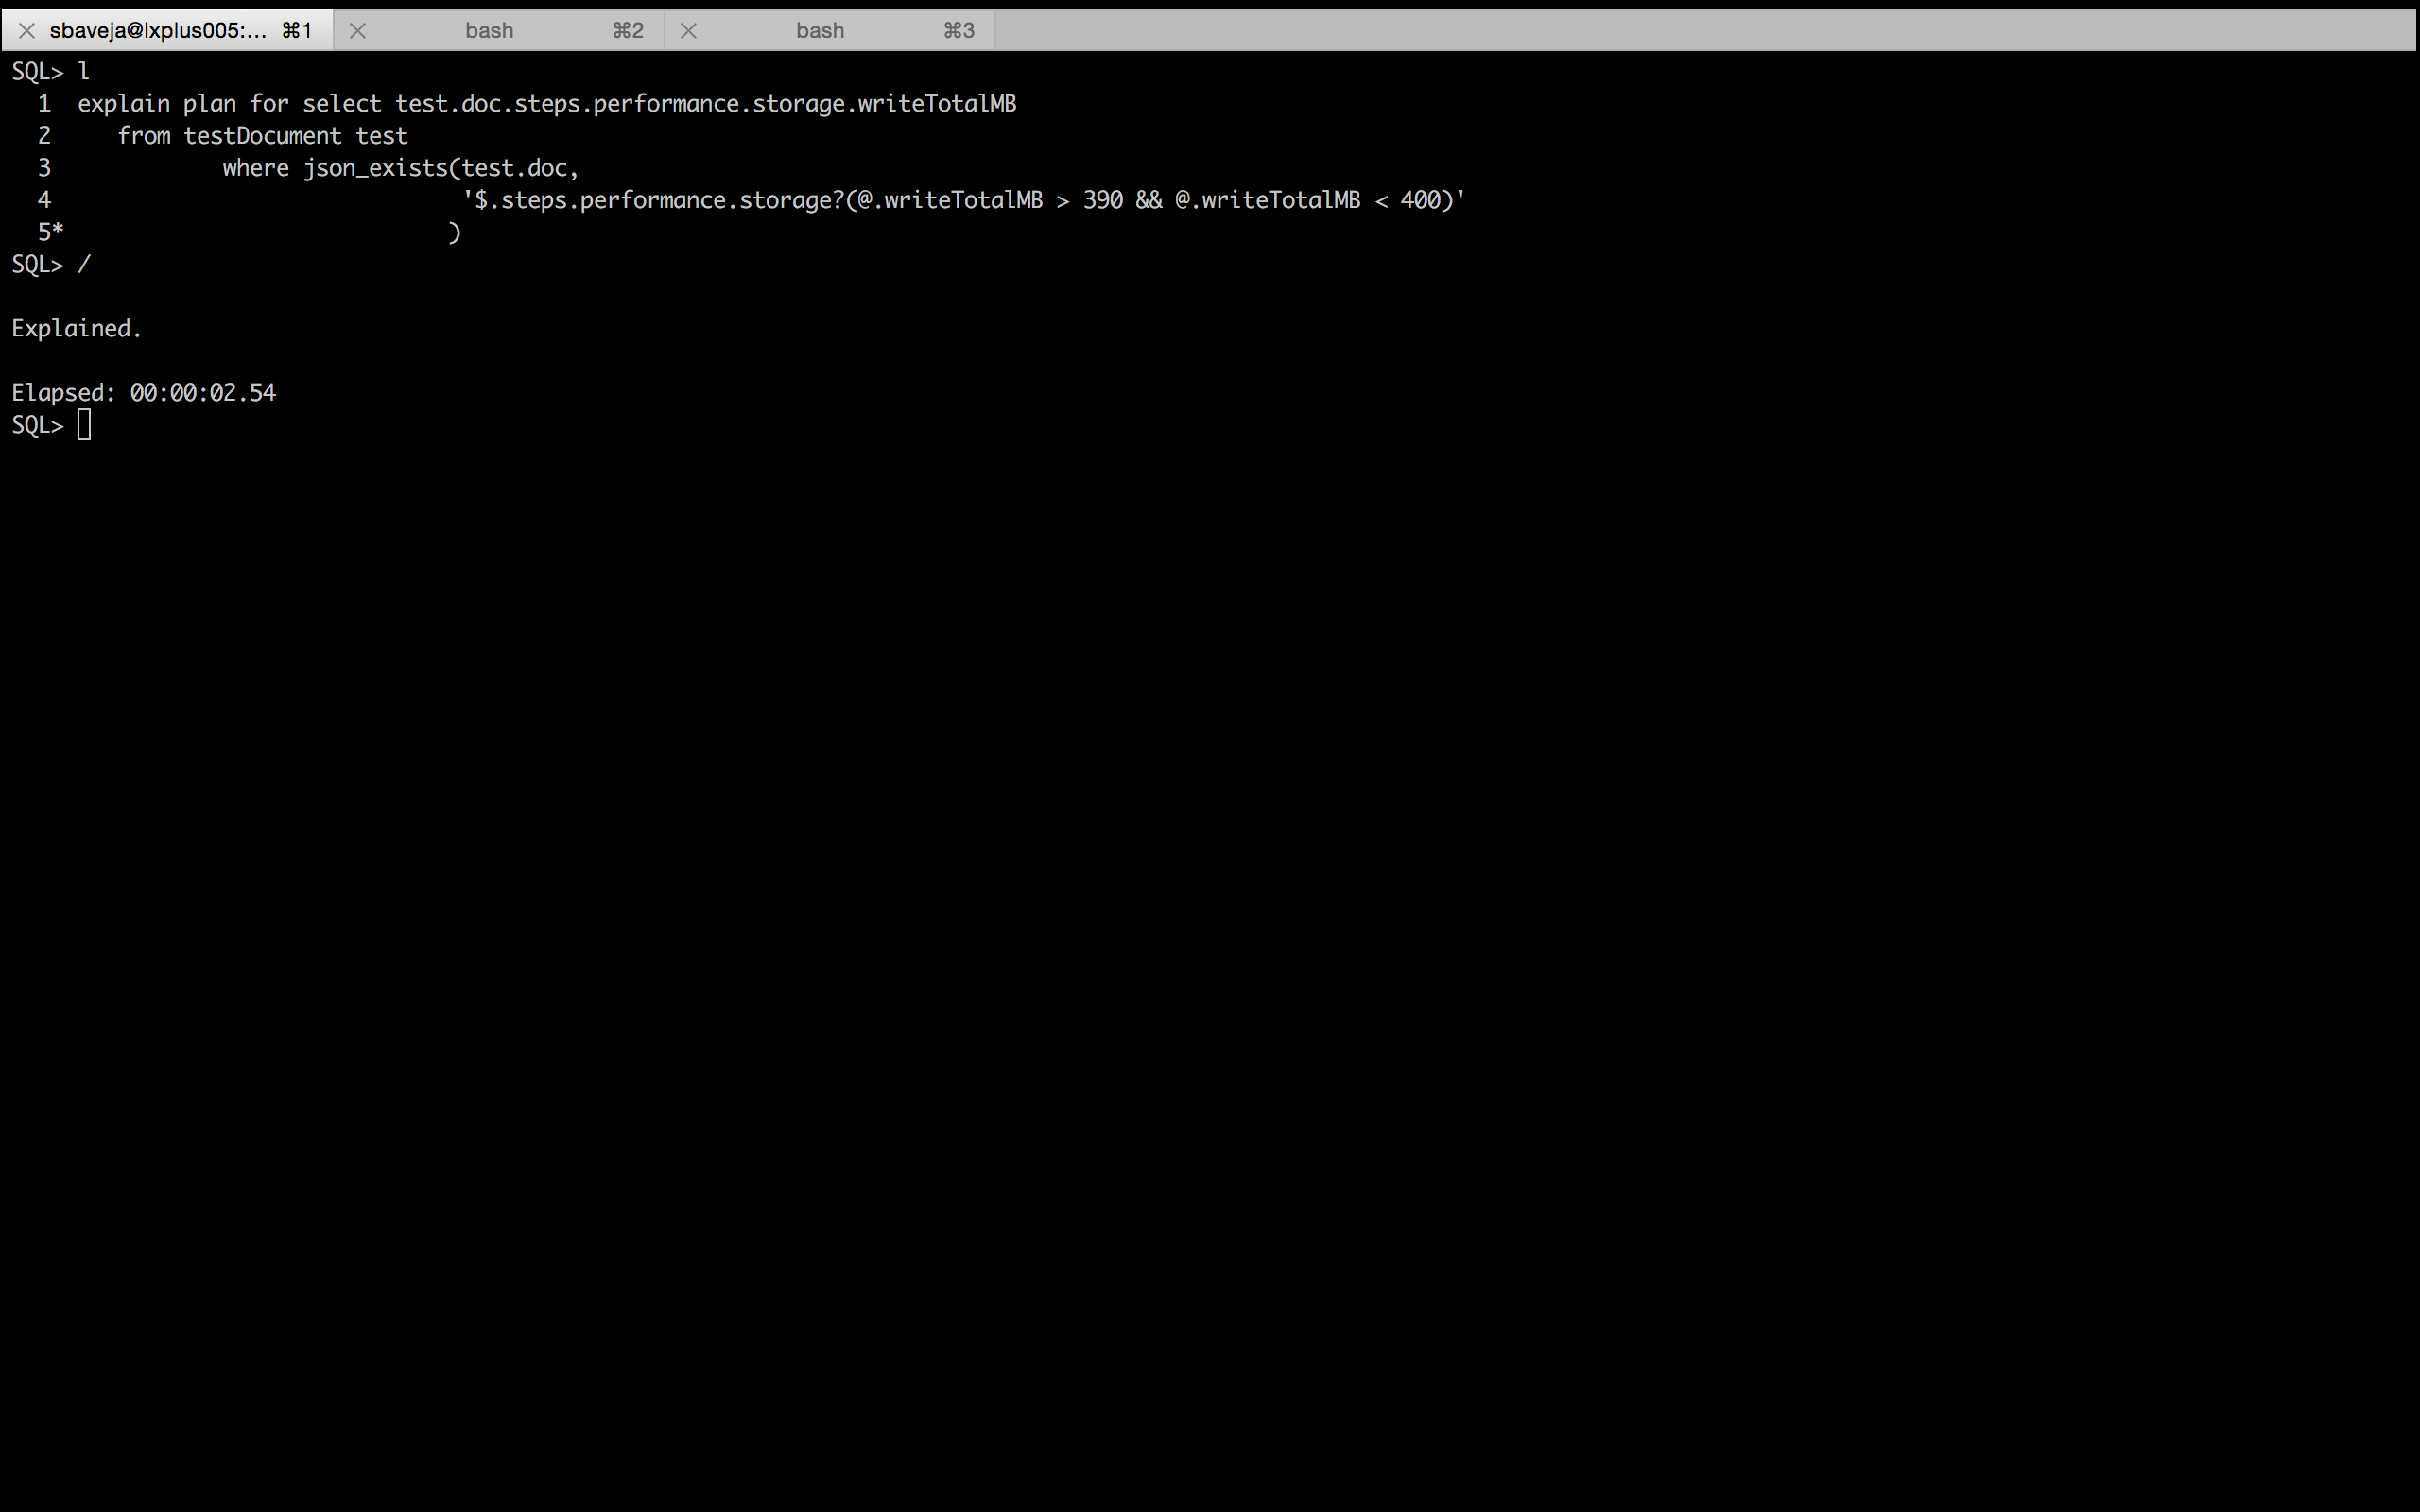 sbaveja@lxplus005:... ⌘1 bash ⌘2 bash ⌘3
SQL> l
  1  explain plan for select test.doc.steps.performance.storage.writeTotalMB
  2     from testDocument test
  3             where json_exists(test.doc,
  4                               '$.steps.performance.storage?(@.writeTotalMB > 390 && @.writeTotalMB < 400)'
  5*                             )
SQL> /
Explained.
Elapsed: 00:00:02.54
SQL>